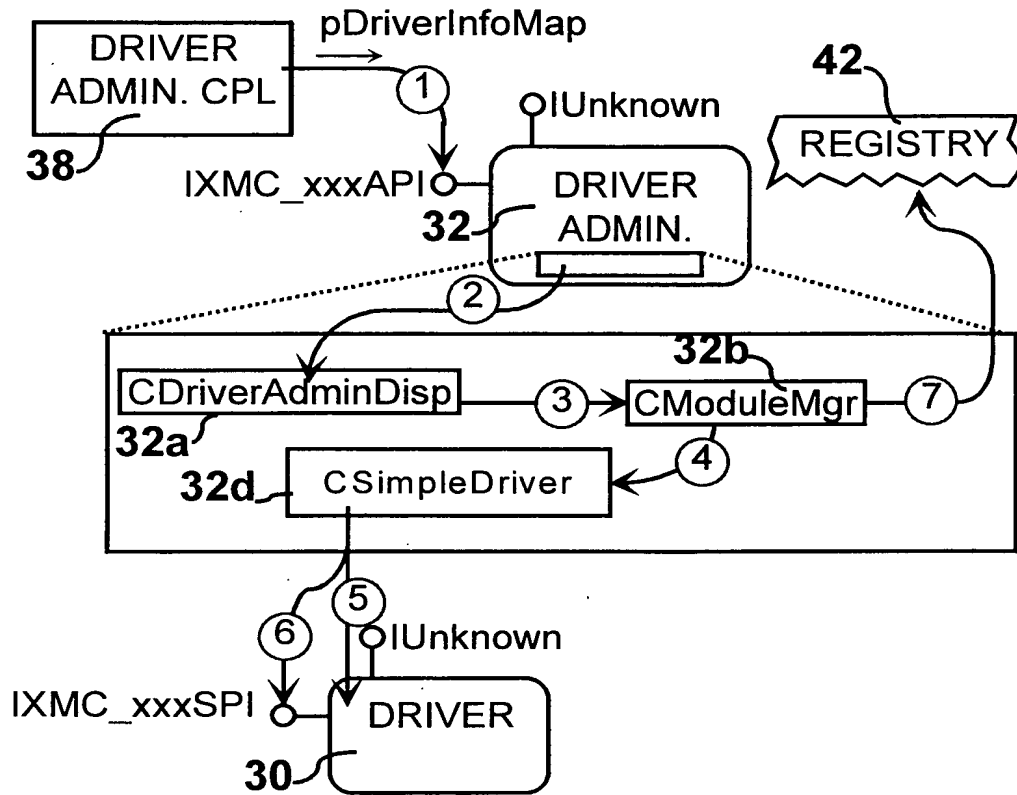 pDriverInfoMap
DRIVER
ADMIN. CPL
38
1
42
IUnknown
REGISTRY
IXMC_xxxAPI
32
DRIVER
ADMIN.
2
32b
CDriverAdminDisp
3
CModuleMgr
7
32a
4
32d
CSimpleDriver
5
6
IUnknown
IXMC_xxxSPI
DRIVER
30